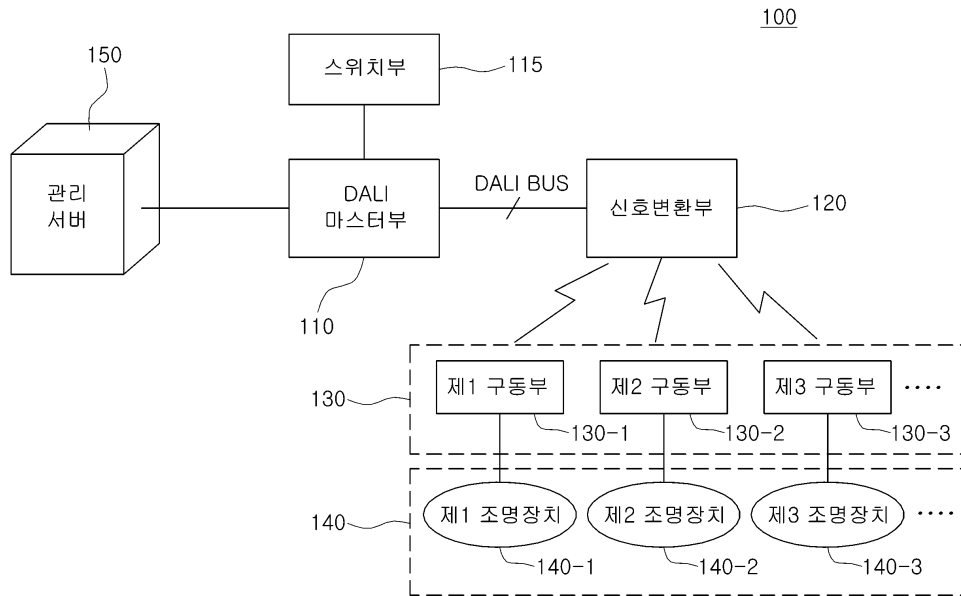 100
150
스위치부
115
관리
서버
DALI
마스터부
DALI BUS
신호변환부
120
110
제1 구동부
제2 구동부
제3 구동부
····
130
130-1
130-2
130-3
제1 조명장치
제2 조명장치
제3 조명장치
····
140
140-1
140-2
140-3